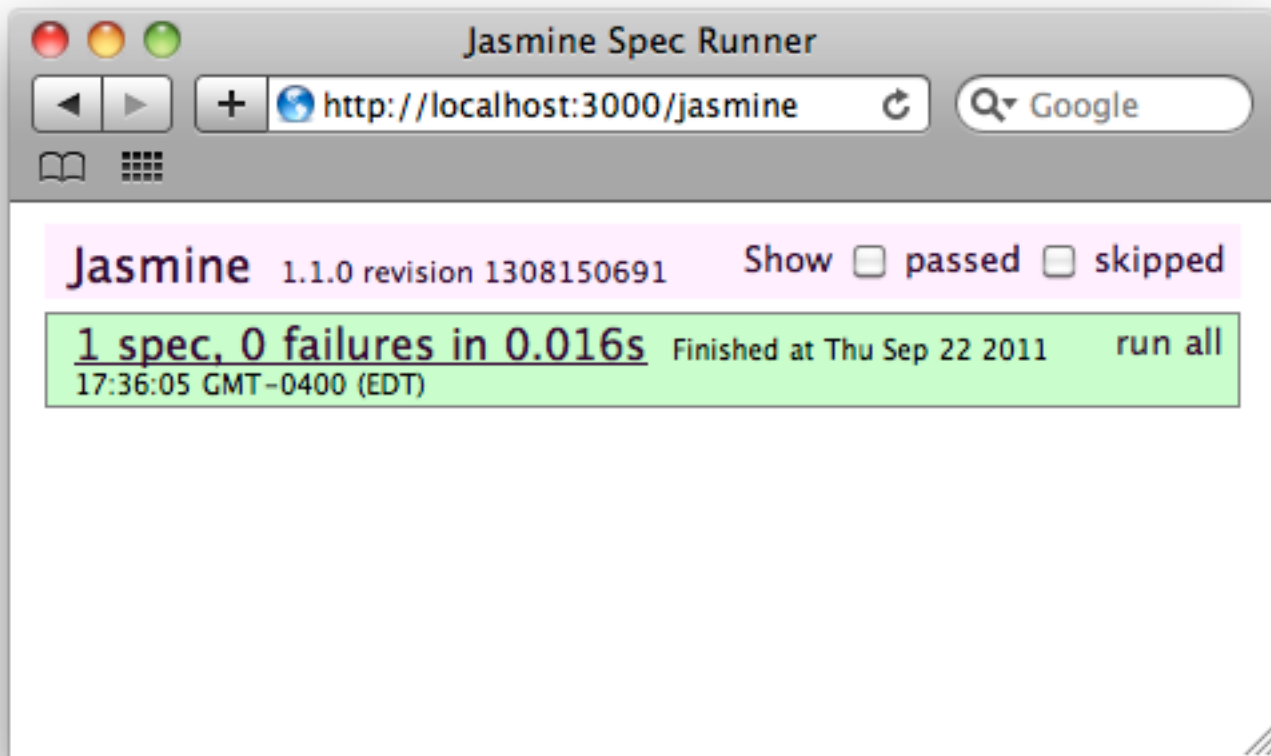 Jasmine Spec Runner
http://localhost:3000/jasmine
Google
Jasmine 1.1.0 revision 1308150691 Show passed skipped
1 spec, 0 failures in 0.016s Finished at Thu Sep 22 2011 run all
17:36:05 GMT-0400 (EDT)